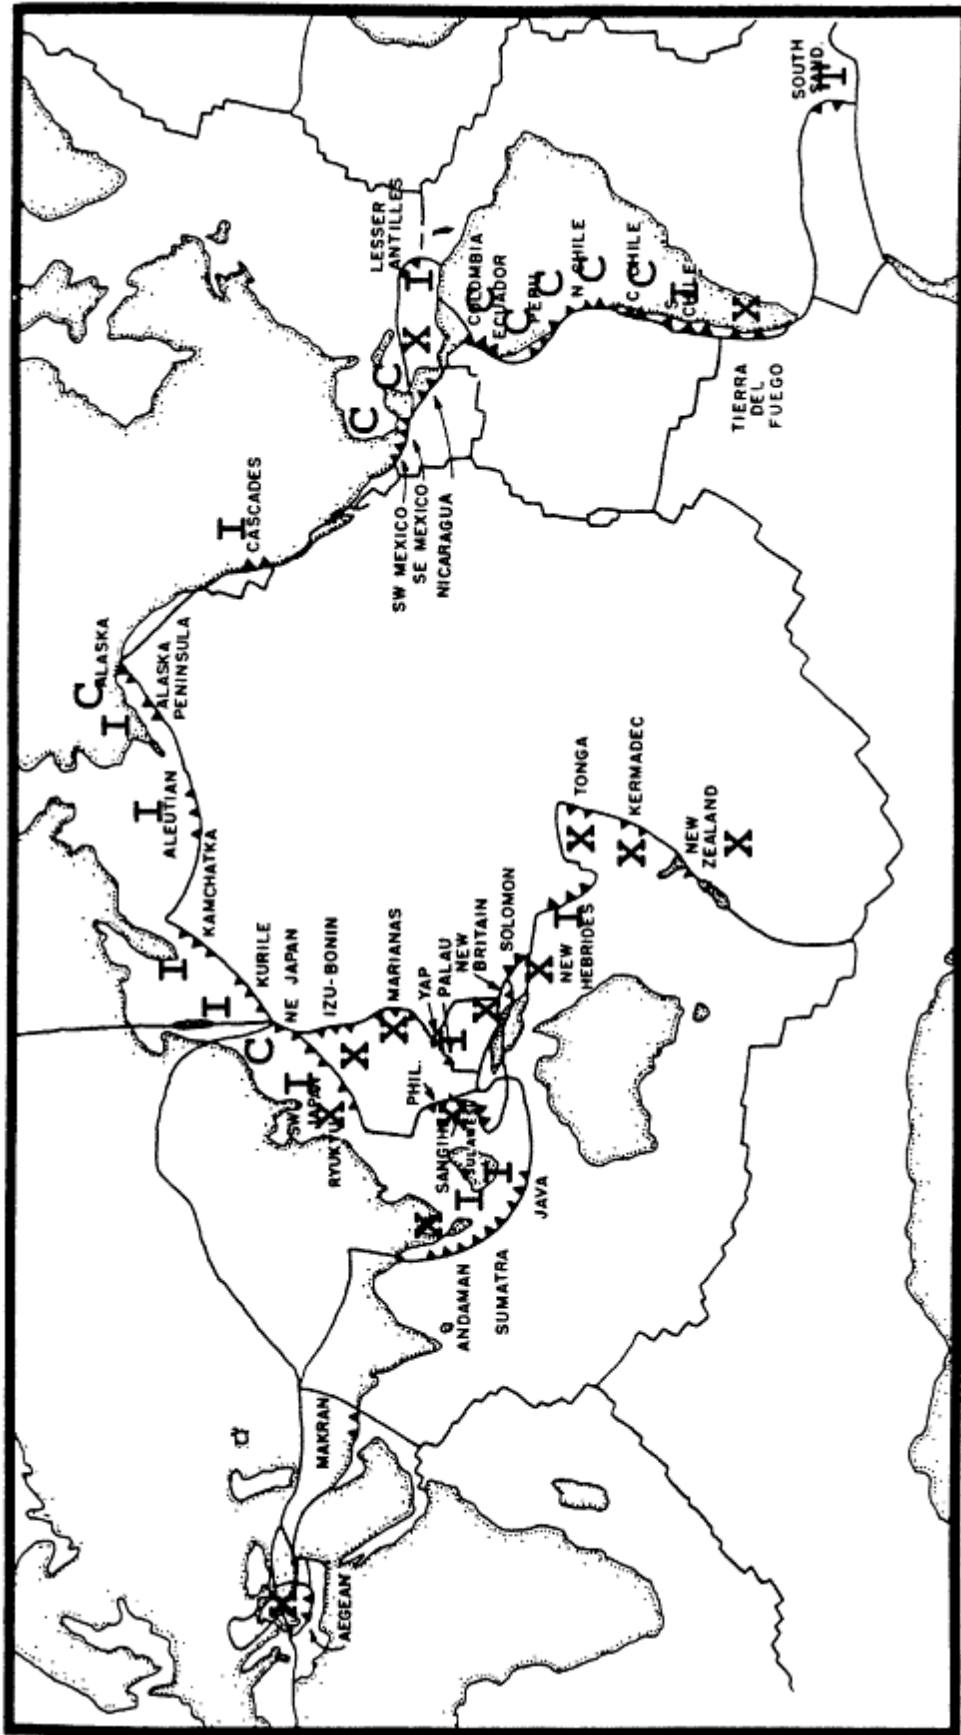 X
AEGEAN
MAKRAN
ANDAMAN
SUMATRA
JAVA
X
I
I
SANGIHE
SULAWESI
X
PHIL.
RYUKYU
X
SW
JAPAN
I
C
NE JAPAN
I
KURILE
I
KAMCHATKA
IZU-BONIN
X
MARIANAS
X
YAP
PALAU
I
NEW
BRITAIN
X
SOLOMON
X
NEW
HEBRIDES
I
TONGA
X
KERMADEC
X
NEW
ZEALAND
X
ALEUTIAN
I
I
ALASKA
PENINSULA
C
ALASKA
CASCADES
I
SW MEXICO
SE MEXICO
NICARAGUA
C
C
X
LESSER
ANTILLES
I
COLOMBIA
C
ECUADOR
C
PERU
C
N CHILE
C
C CHILE
C
S
CHILE
I
X
TIERRA
DEL
FUEGO
SOUTH
SAND.
I